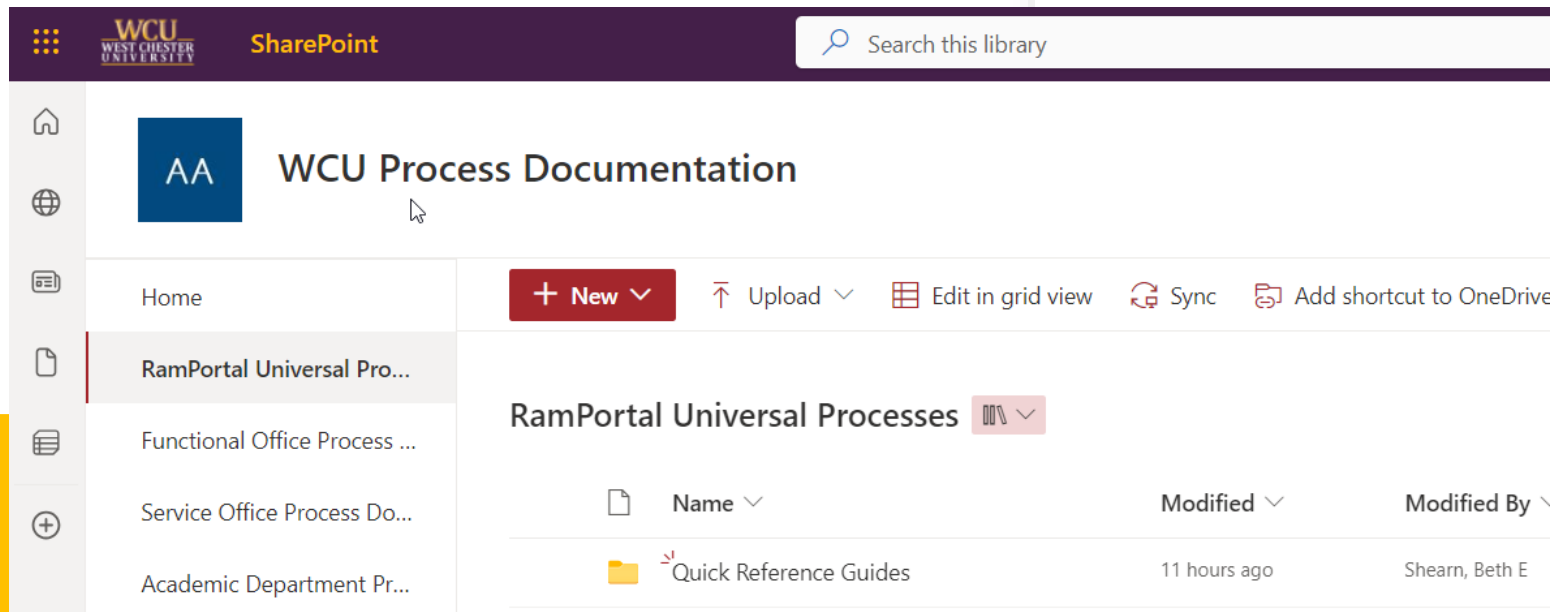 WCU
WEST CHESTER
UNIVERSITY
SharePoint
Search this library
AA
WCU Process Documentation
Home
RamPortal Universal Pro...
Functional Office Process ...
Service Office Process Do...
Academic Department Pr...
New
Upload
Edit in grid view
Sync
Add shortcut to OneDrive
RamPortal Universal Processes
Name
Modified
Modified By
Quick Reference Guides
11 hours ago
Shearn, Beth E